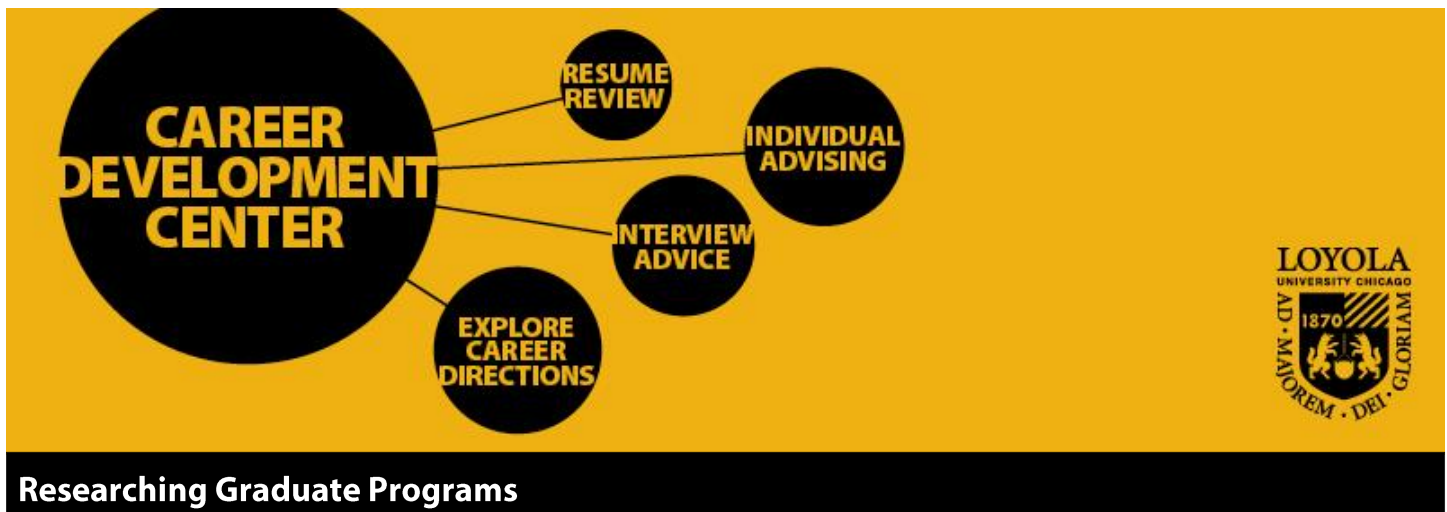 CAREER
DEVELOPMENT
CENTER
RESUME
REVIEW
INDIVIDUAL
ADVISING
INTERVIEW
ADVICE
EXPLORE
CAREER
DIRECTIONS
LOYOLA
UNIVERSITY CHICAGO
1870
AD · MAJOREM · DEI · GLORIAM
Researching Graduate Programs